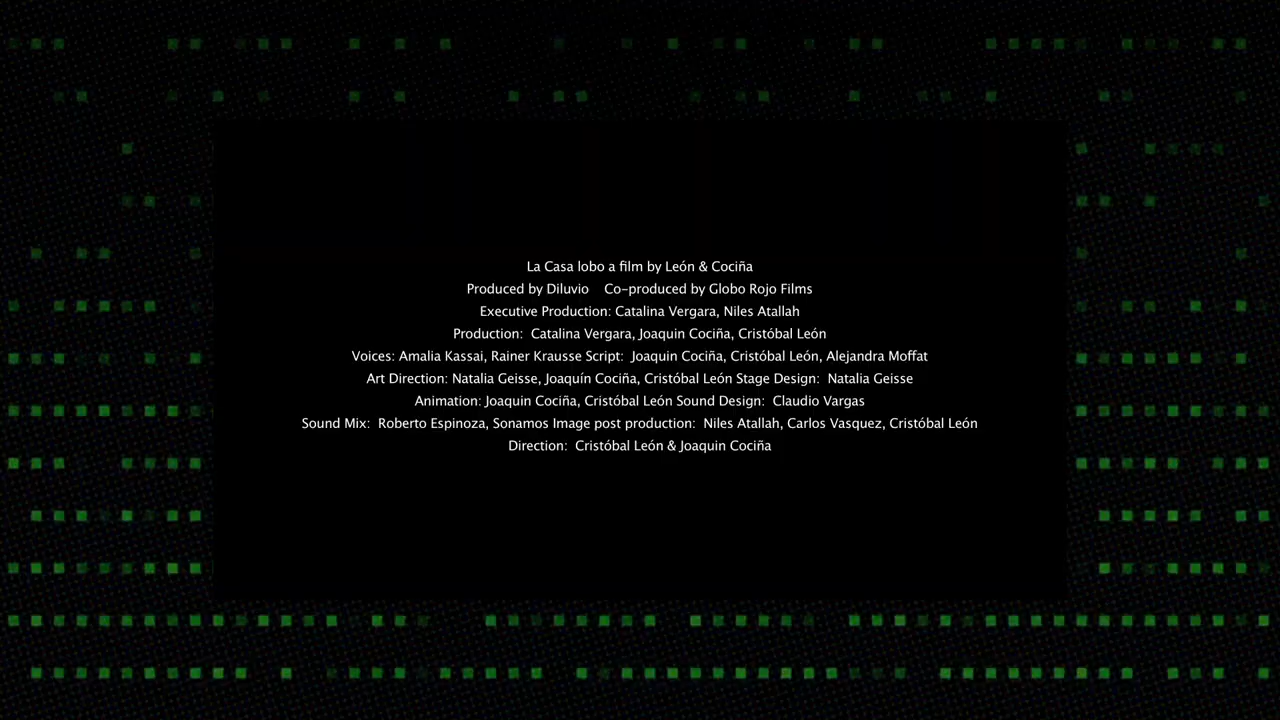 La Casa lobo a film by León & Cociña
Produced by Diluvio    Co-produced by Globo Rojo Films
Executive Production: Catalina Vergara, Niles Atallah
Production:  Catalina Vergara, Joaquin Cociña, Cristóbal León
Voices: Amalia Kassai, Rainer Krausse Script:  Joaquin Cociña, Cristóbal León, Alejandra Moffat
Art Direction: Natalia Geisse, Joaquín Cociña, Cristóbal León Stage Design:  Natalia Geisse
Animation: Joaquin Cociña, Cristóbal León Sound Design:  Claudio Vargas
Sound Mix:  Roberto Espinoza, Sonamos Image post production:  Niles Atallah, Carlos Vasquez, Cristóbal León
Direction:  Cristóbal León & Joaquin Cociña